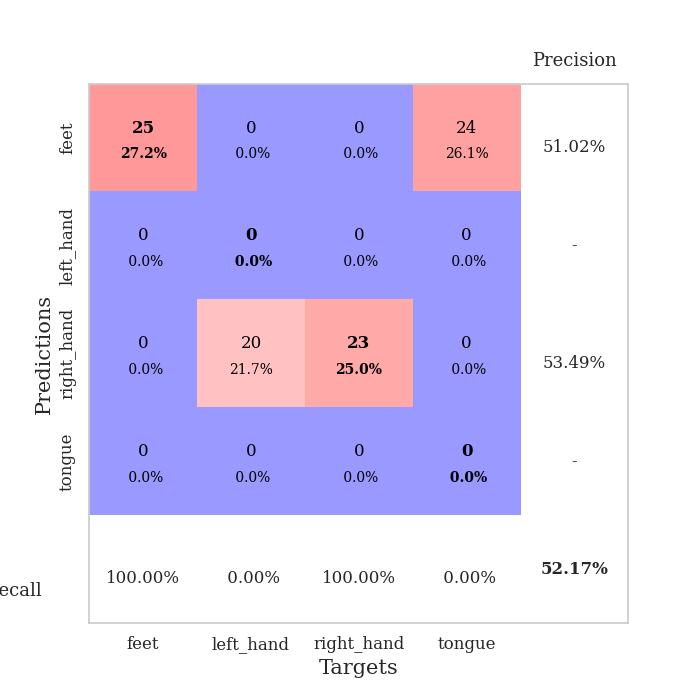 Precision
feet
25 0 0 24
27.2% 0.0% 0.0% 26.1%
51.02%
left_hand
0 0 0 0
0.0% 0.0% 0.0% 0.0%
-
Predictions
right_hand
0 20 23 0
0.0% 21.7% 25.0% 0.0%
53.49%
tongue
0 0 0 0
0.0% 0.0% 0.0% 0.0%
-
ecall
100.00% 0.00% 100.00% 0.00% 52.17%
feet left_hand right_hand tongue
Targets